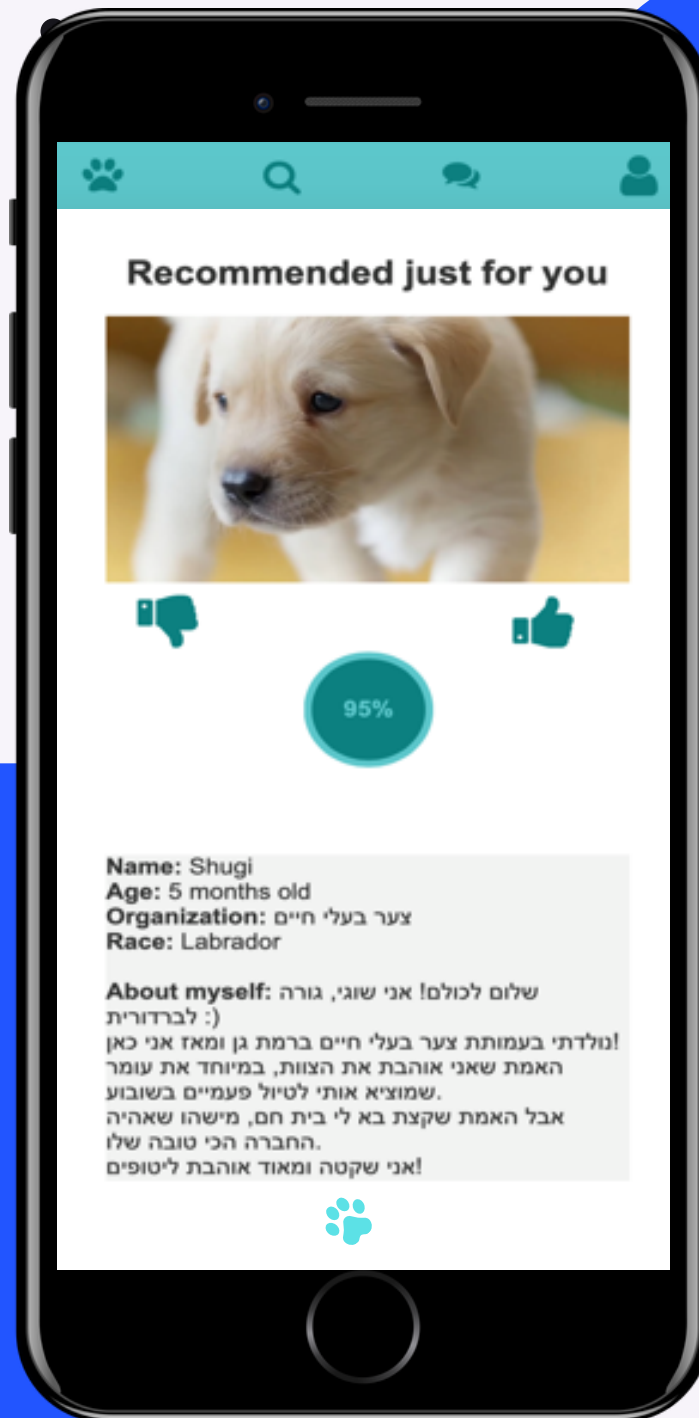 Recommended just for you
95%
Name: Shugi
Age: 5 months old
Organization: צער בעלי חיים
Race: Labrador
About myself: שלום לכולם! אני שוגי, גורה
לברדורית :)
נולדתי בעמותת צער בעלי חיים ברמת גן ומאז אני כאן!
האמת שאני אוהבת את הצוות, במיוחד את עומר
שמוציא אותי לטיול פעמיים בשובוע.
אבל האמת שקצת בא לי בית חם, מישהו שאהיה
החברה הכי טובה שלו.
אני שקטה ומאוד אוהבת ליטופים!